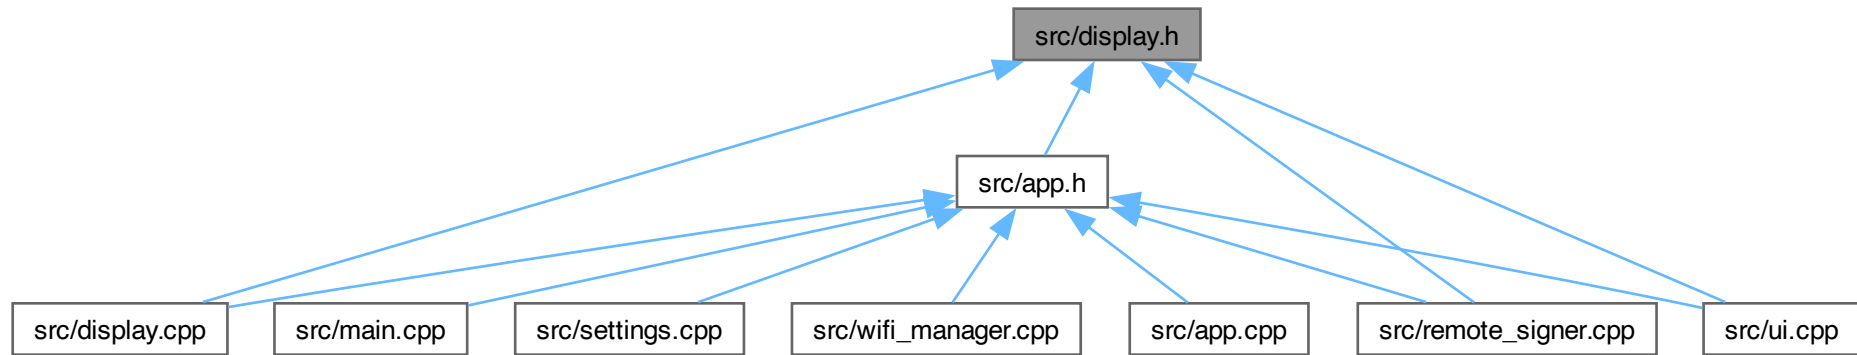 src/display.h
src/app.h
src/display.cpp
src/main.cpp
src/settings.cpp
src/wifi_manager.cpp
src/app.cpp
src/remote_signer.cpp
src/ui.cpp